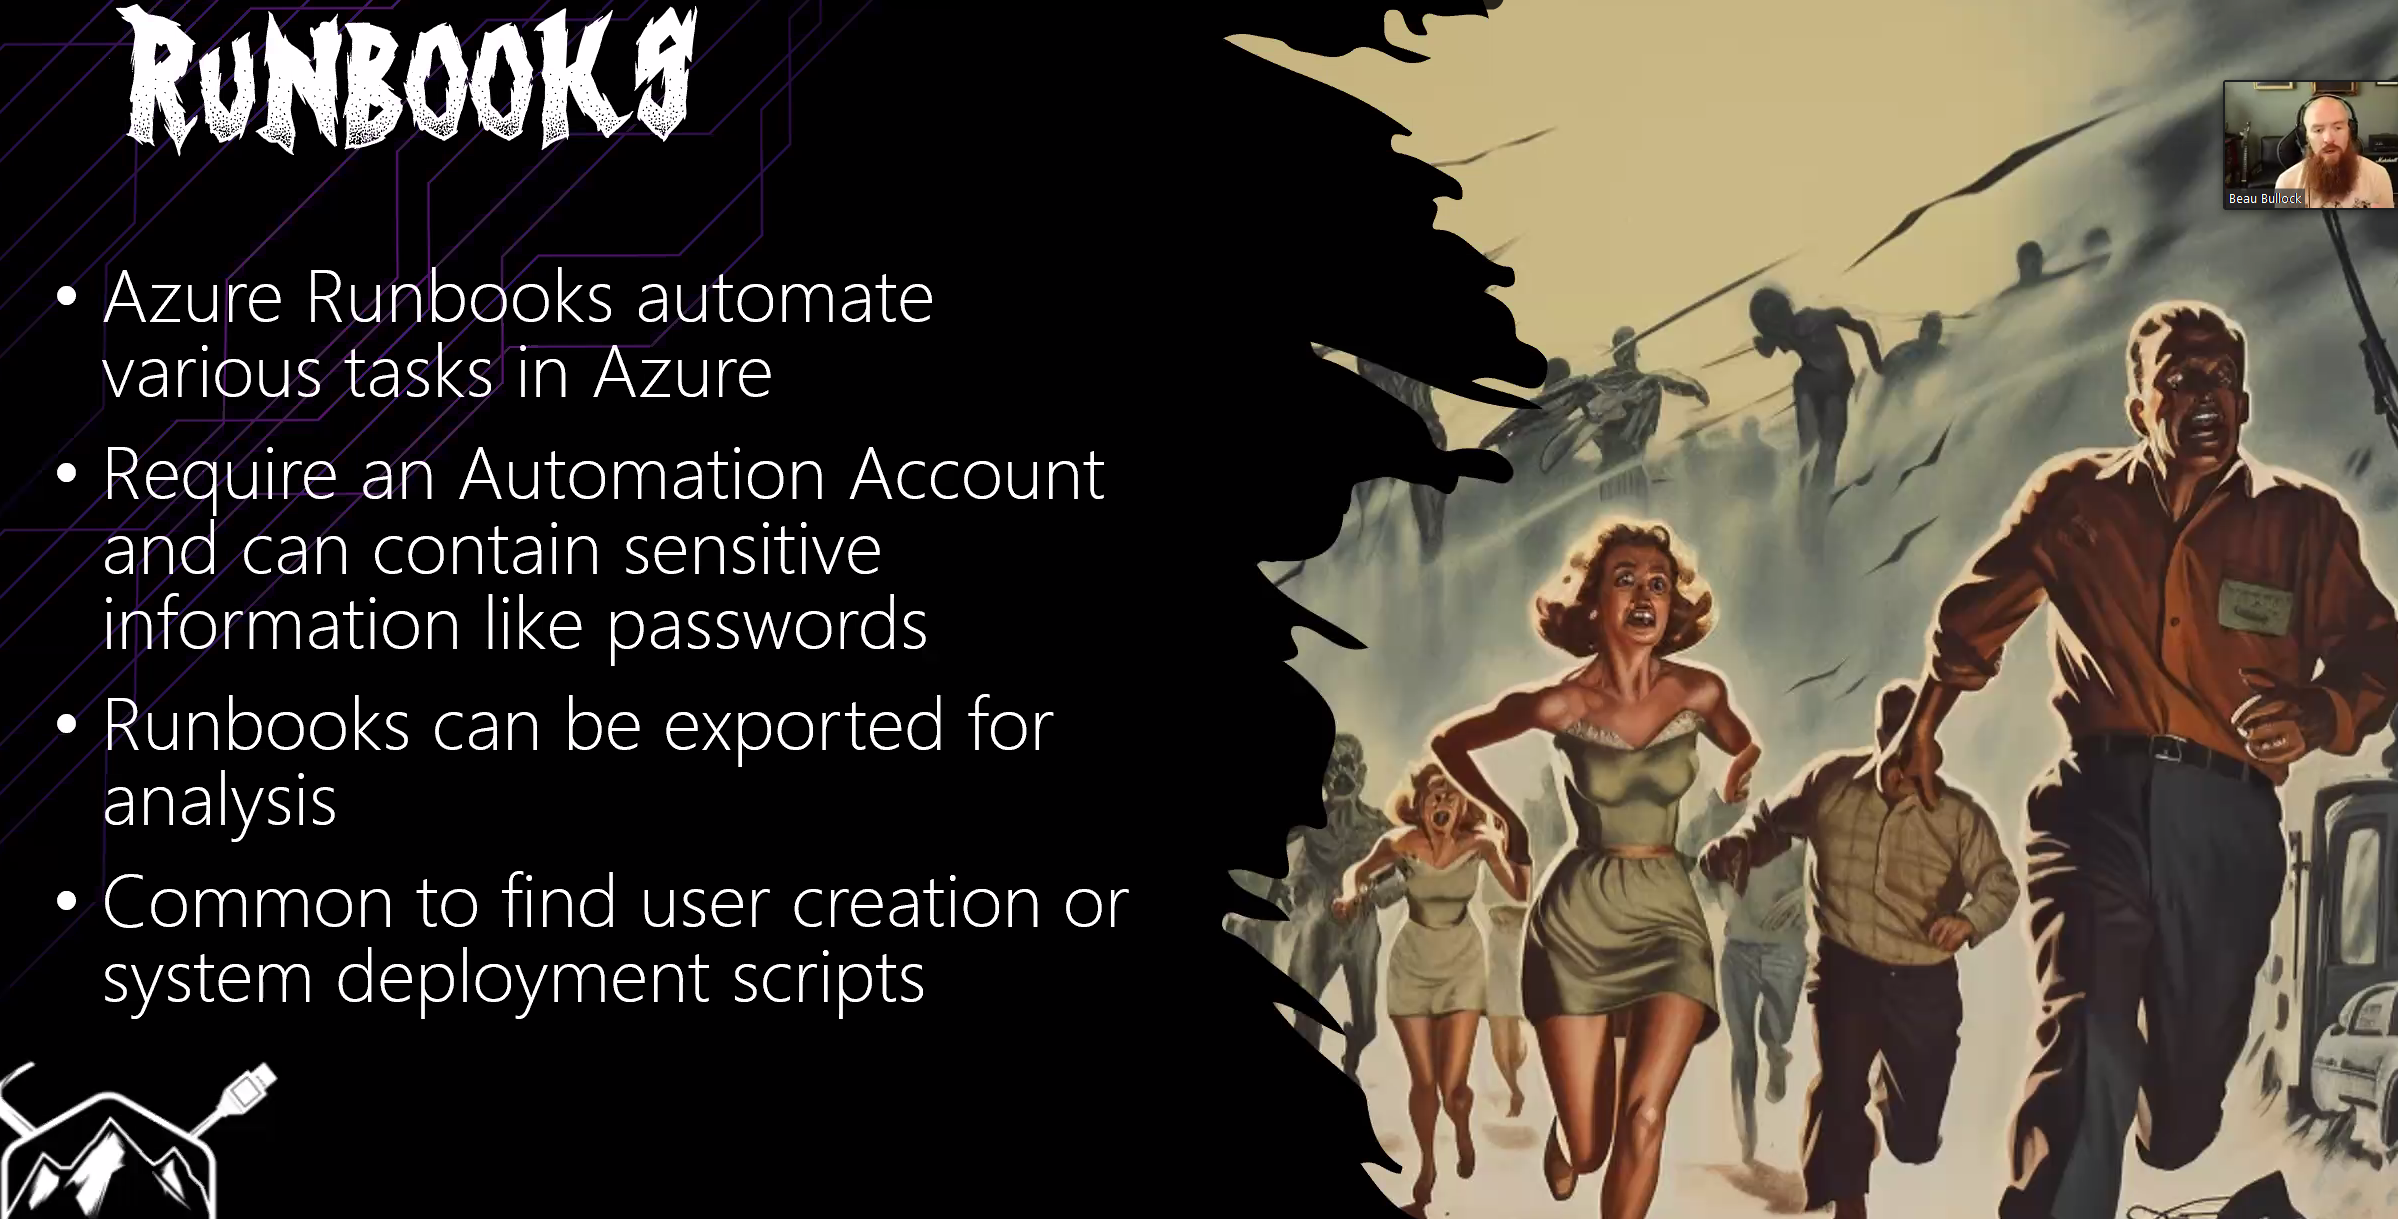 RUNBOOKS
• Azure Runbooks automate
various tasks in Azure
• Require an Automation Account
and can contain sensitive
information like passwords
• Runbooks can be exported for
analysis
• Common to find user creation or
system deployment scripts
Beau Bullock